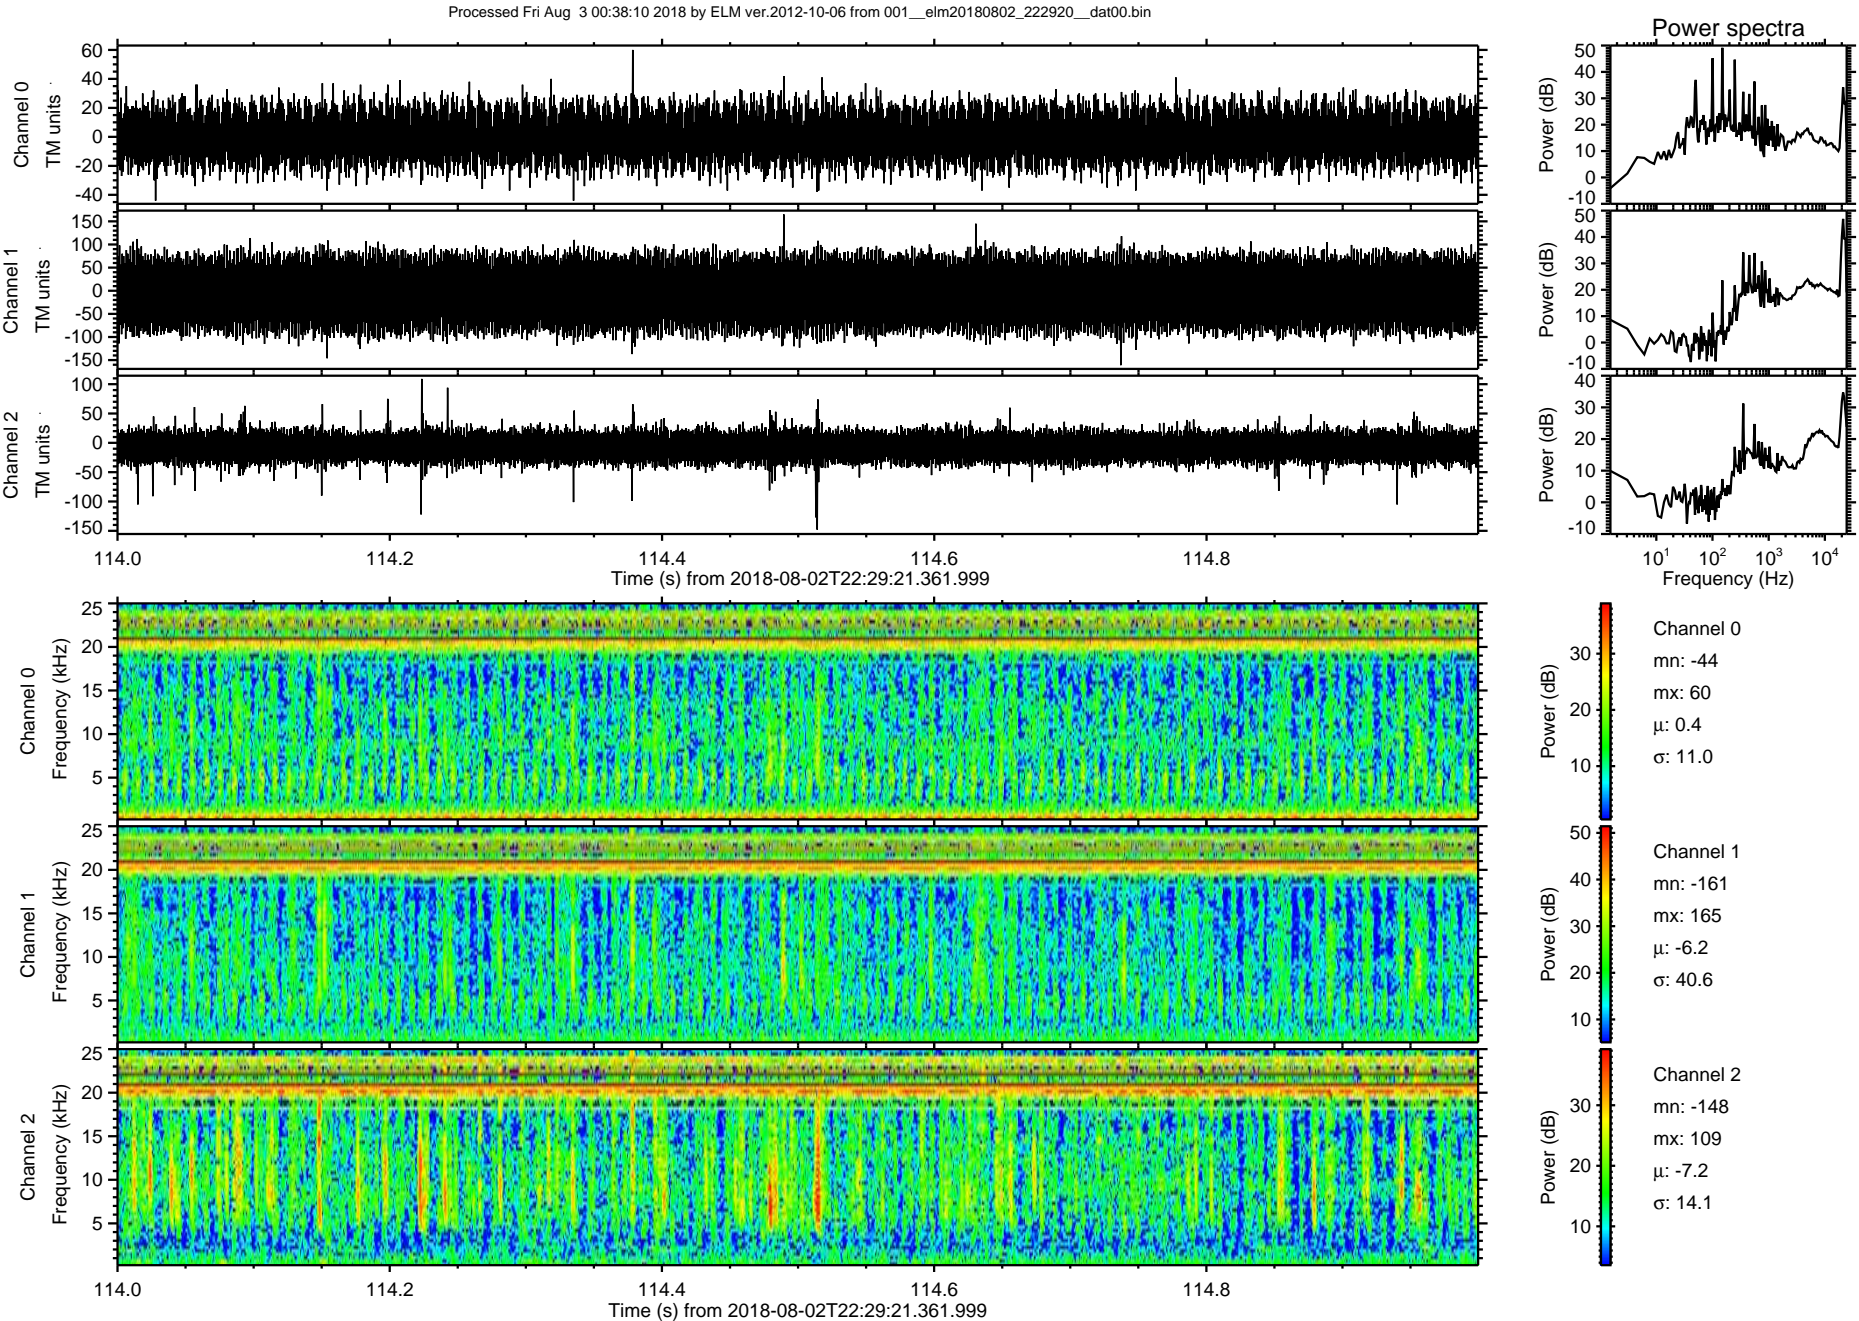 Processed Fri Aug  3 00:38:10 2018 by ELM ver.2012-10-06 from 001__elm20180802_222920__dat00.bin
Power spectra
Channel 0
TM units
60
40
20
0
-20
-40
Power (dB)
50
40
30
20
10
0
-10
Channel 1
TM units
150
100
50
0
-50
-100
-150
Power (dB)
50
40
30
20
10
0
-10
Channel 2
TM units
100
50
0
-50
-100
-150
Power (dB)
40
30
20
10
0
-10
114.0 114.2 114.4 114.6 114.8
Time (s) from 2018-08-02T22:29:21.361.999
10¹ 10² 10³ 10⁴
Frequency (Hz)
Channel 0
Frequency (kHz)
25
20
15
10
5
Power (dB)
30
20
10
Channel 0
mn: -44
mx: 60
μ: 0.4
σ: 11.0
Channel 1
Frequency (kHz)
25
20
15
10
5
Power (dB)
50
40
30
20
10
Channel 1
mn: -161
mx: 165
μ: -6.2
σ: 40.6
Channel 2
Frequency (kHz)
25
20
15
10
5
Power (dB)
30
20
10
Channel 2
mn: -148
mx: 109
μ: -7.2
σ: 14.1
114.0 114.2 114.4 114.6 114.8
Time (s) from 2018-08-02T22:29:21.361.999